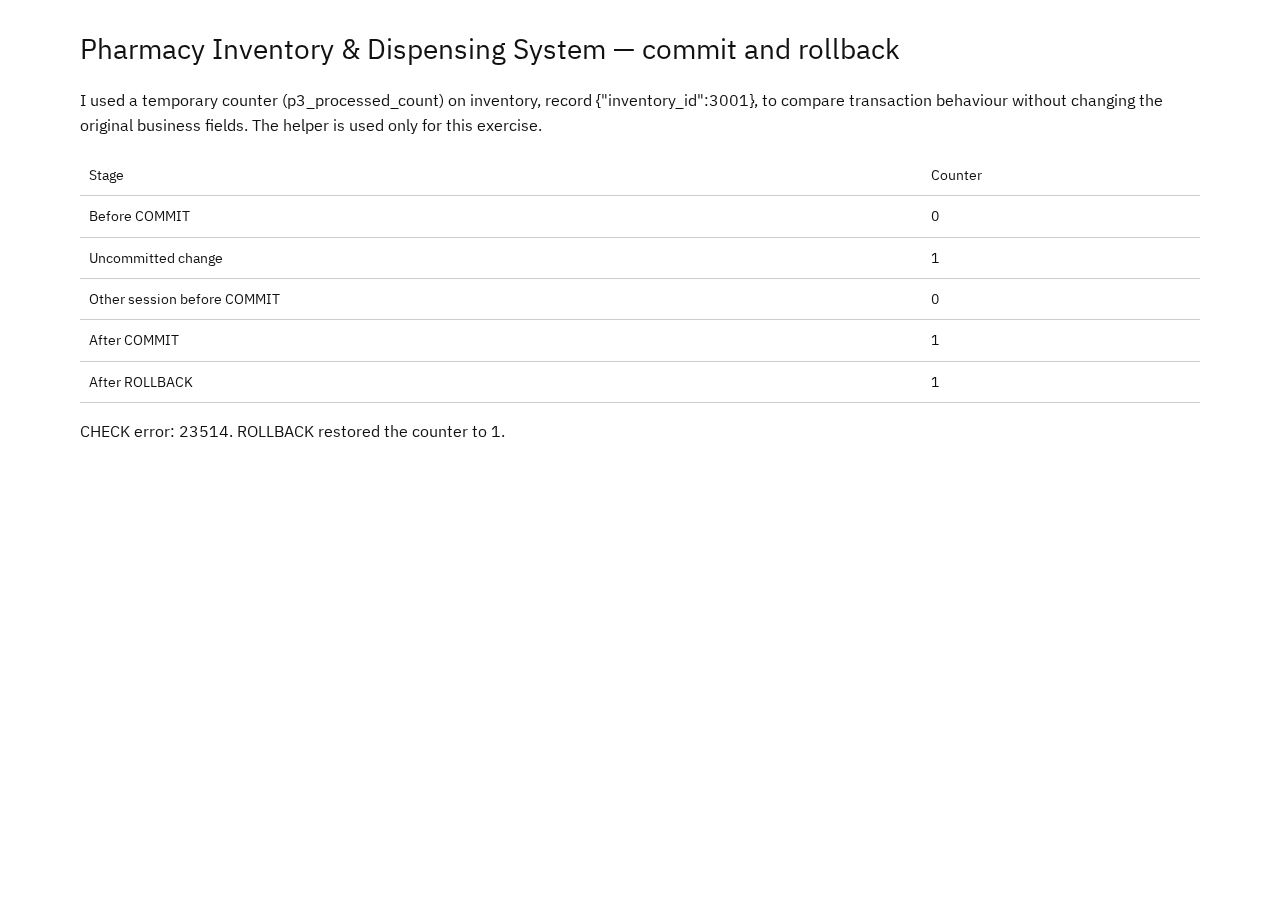 Pharmacy Inventory & Dispensing System — commit and rollback
I used a temporary counter (p3_processed_count) on inventory, record {"inventory_id":3001}, to compare transaction behaviour without changing the
original business fields. The helper is used only for this exercise.
Stage Counter
Before COMMIT 0
Uncommitted change 1
Other session before COMMIT 0
After COMMIT 1
After ROLLBACK 1
CHECK error: 23514. ROLLBACK restored the counter to 1.